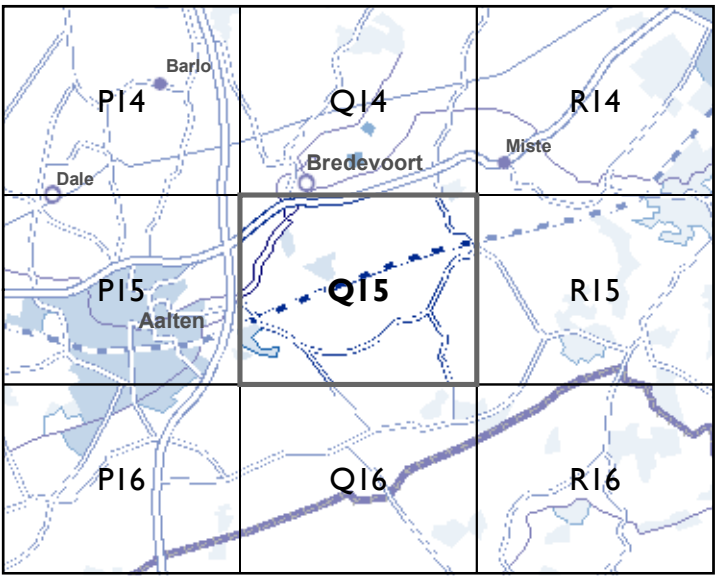 Barlo
P14
Q14
R14
Miste
Bredevoort
Dale
P15
Q15
R15
Aalten
P16
Q16
R16